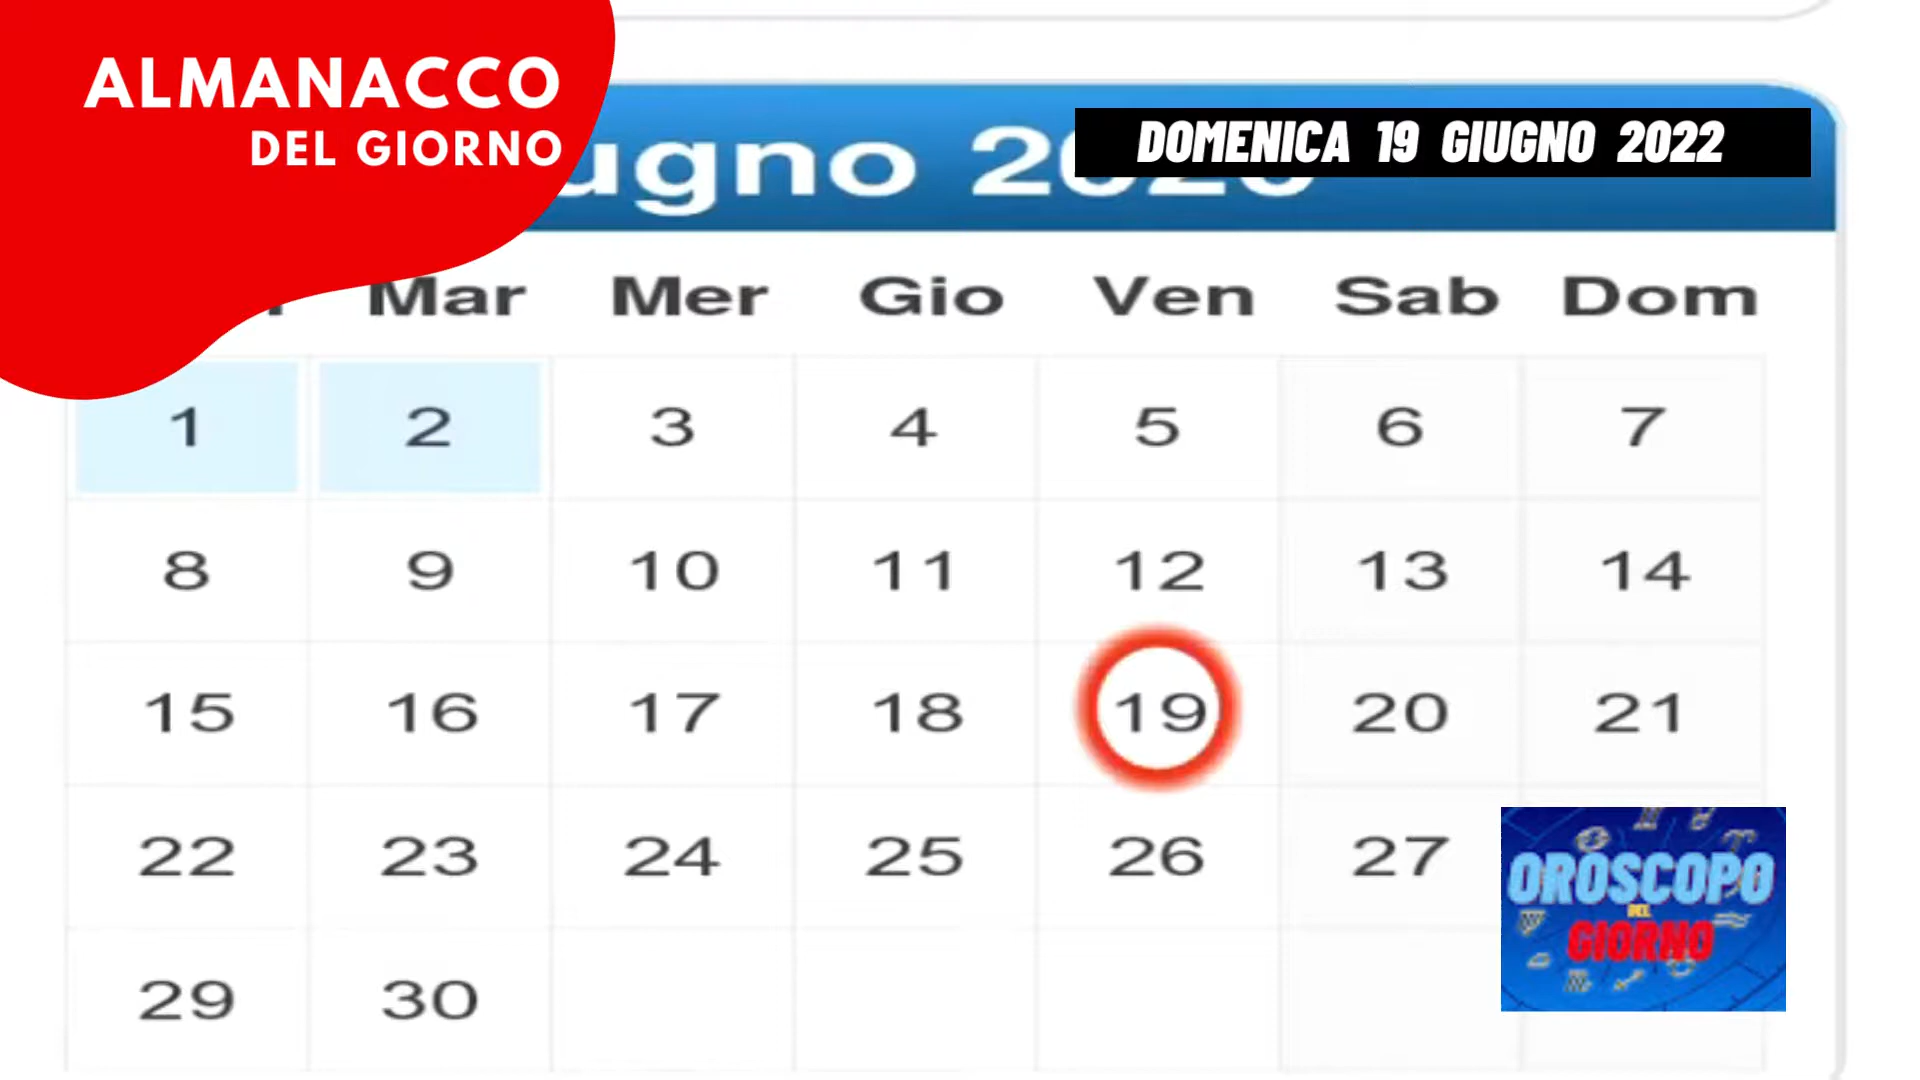 ALMANACCO
DEL GIORNO
DOMENICA 19 GIUGNO 2022
Mar Mer Gio Ven Sab Dom
1 2 3 4 5 6 7
8 9 10 11 12 13 14
15 16 17 18 19 20 21
22 23 24 25 26 27
29 30
OROSCOPO
DEL
GIORNO